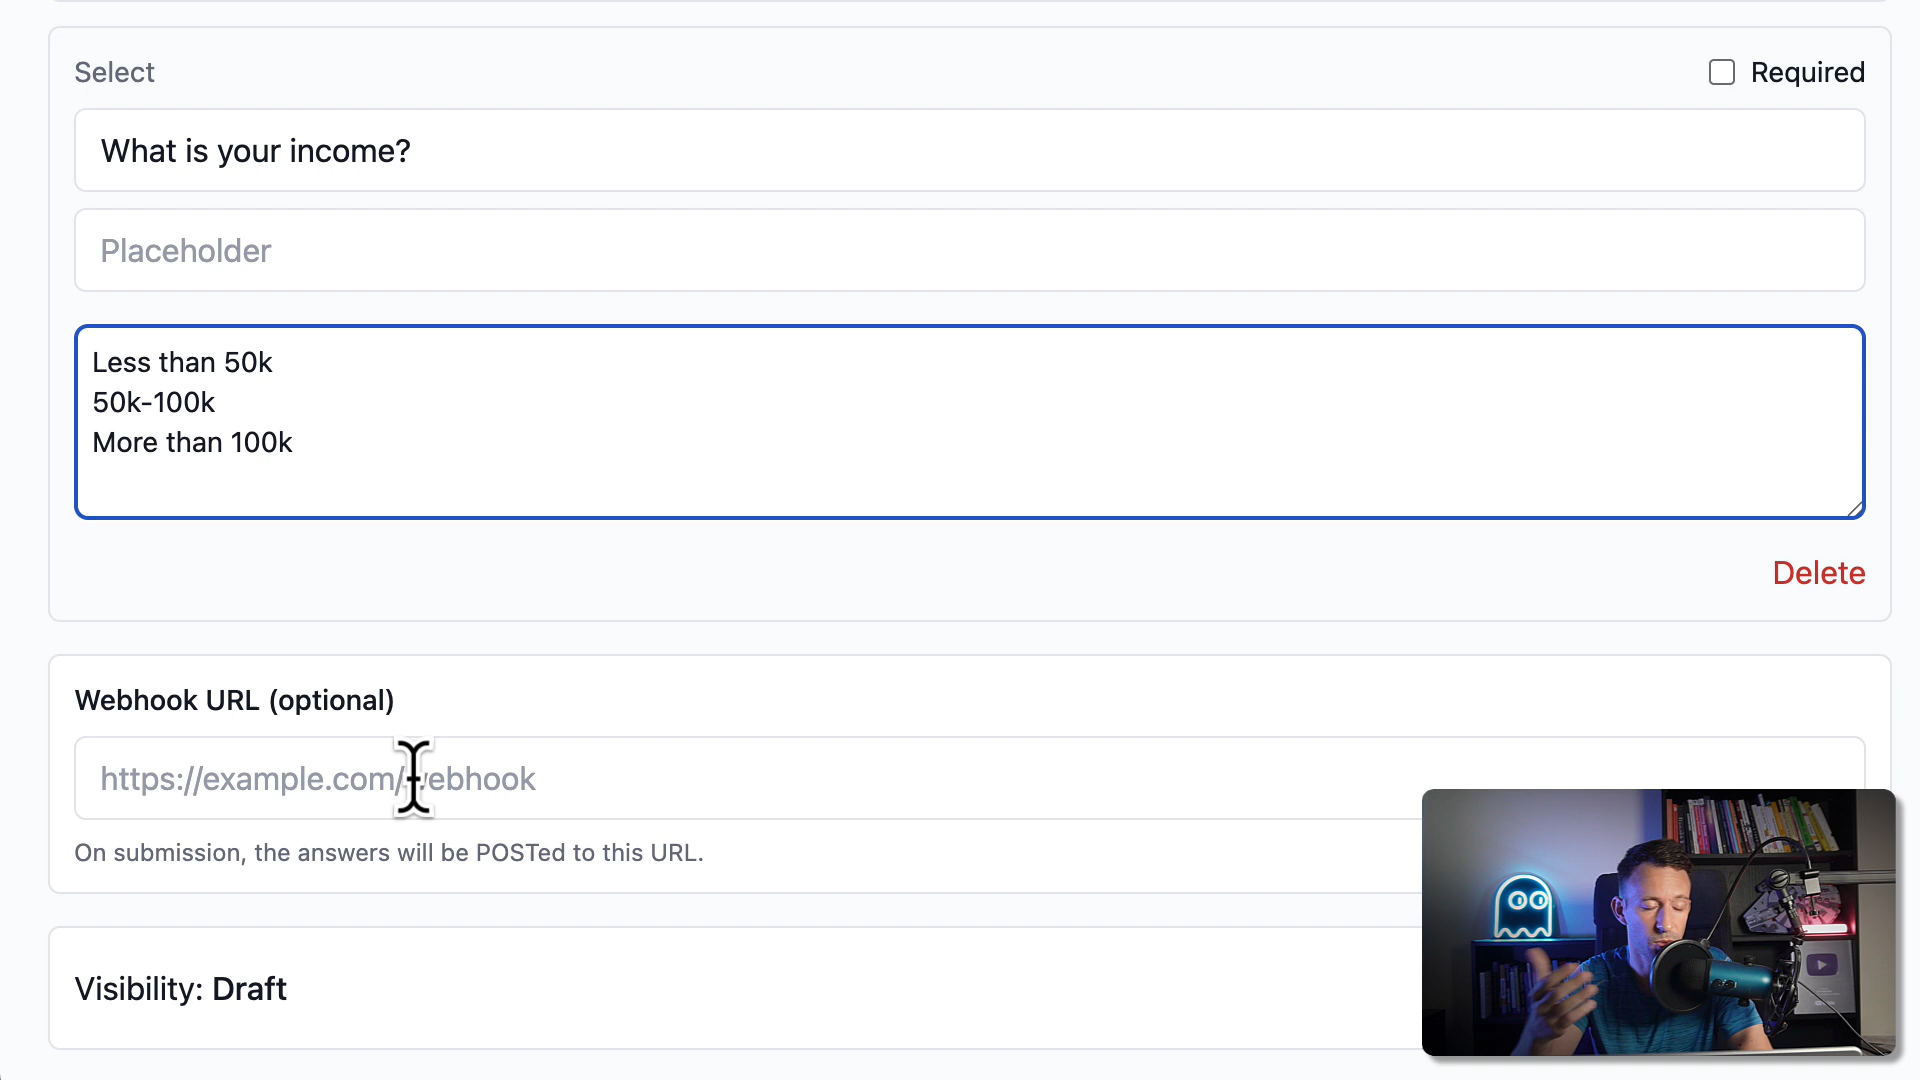 Select
Required
What is your income?
Placeholder
Less than 50k
50k-100k
More than 100k
Delete
Webhook URL (optional)
https://example.com/webhook
On submission, the answers will be POSTed to this URL.
Visibility: Draft